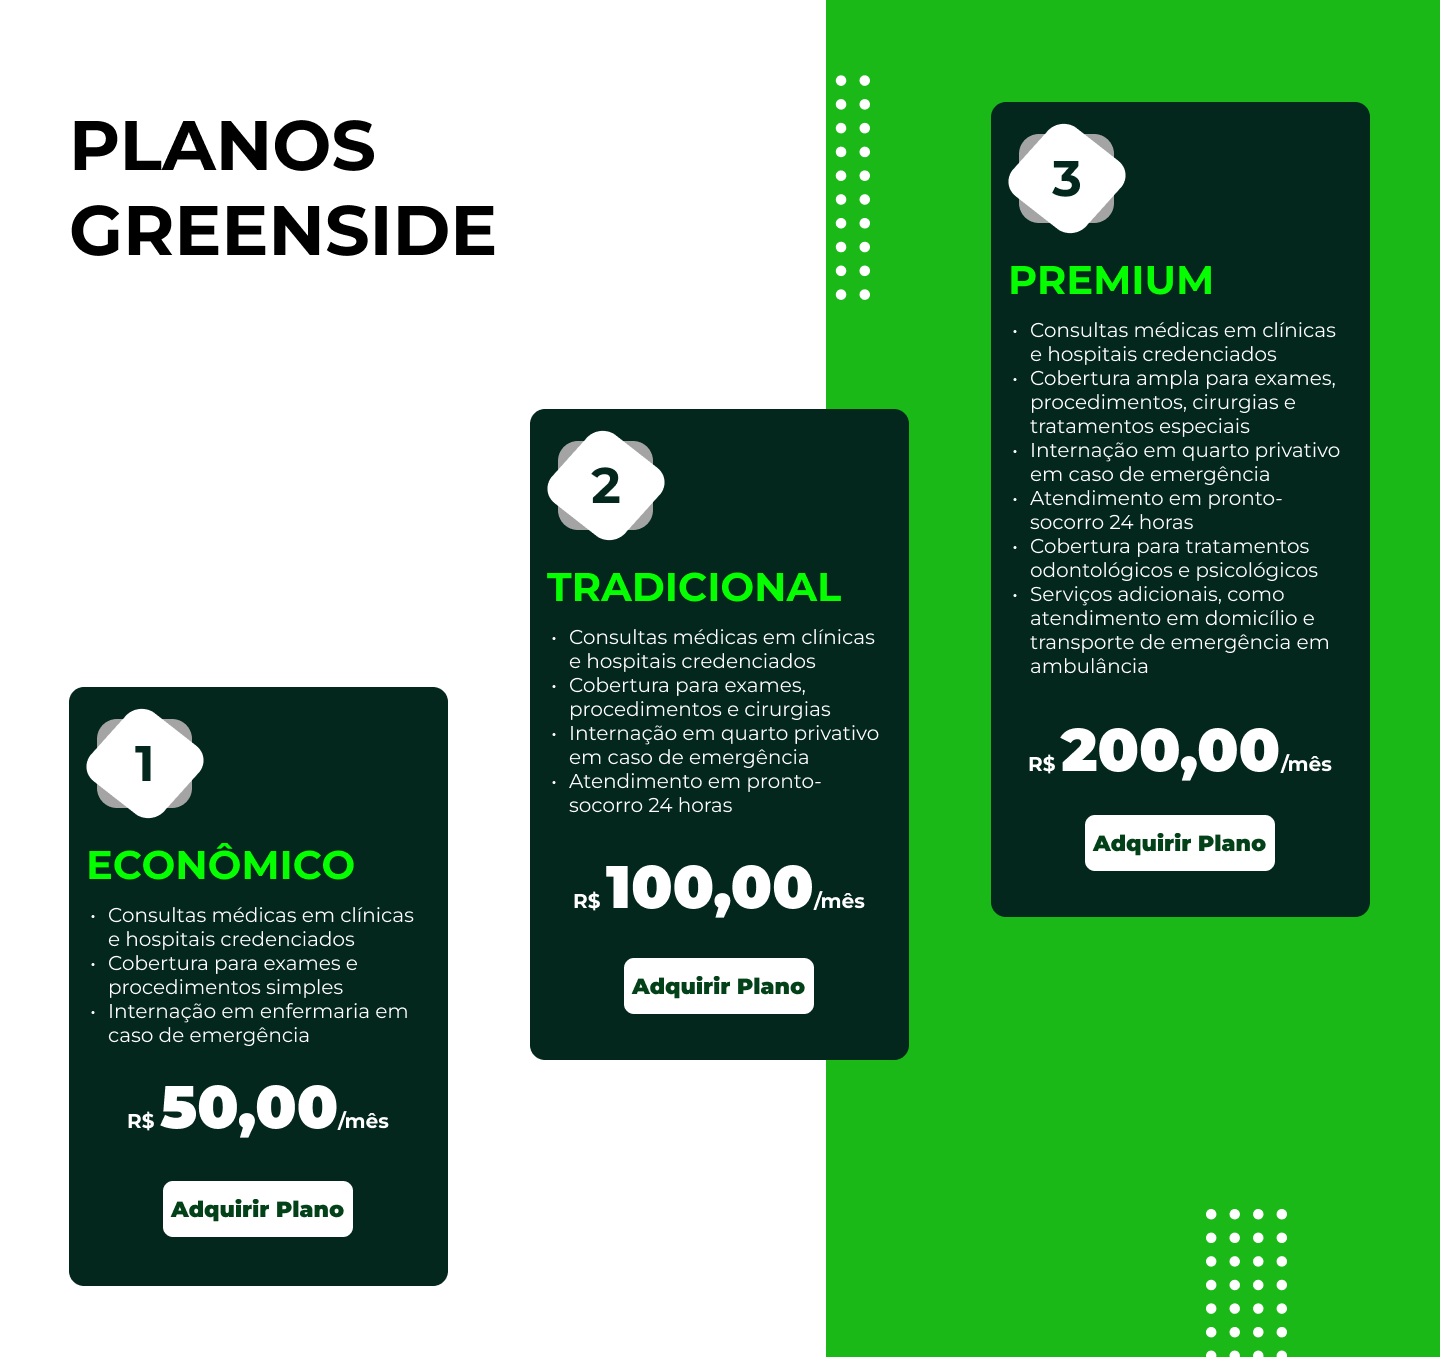 PLANOS
GREENSIDE
1
ECONÔMICO
• Consultas médicas em clínicas
e hospitais credenciados
• Cobertura para exames e
procedimentos simples
• Internação em enfermaria em
caso de emergência
R$ 50,00/mês
Adquirir Plano
2
TRADICIONAL
• Consultas médicas em clínicas
e hospitais credenciados
• Cobertura para exames,
procedimentos e cirurgias
• Internação em quarto privativo
em caso de emergência
• Atendimento em pronto-
socorro 24 horas
R$ 100,00/mês
Adquirir Plano
3
PREMIUM
• Consultas médicas em clínicas
e hospitais credenciados
• Cobertura ampla para exames,
procedimentos, cirurgias e
tratamentos especiais
• Internação em quarto privativo
em caso de emergência
• Atendimento em pronto-
socorro 24 horas
• Cobertura para tratamentos
odontológicos e psicológicos
• Serviços adicionais, como
atendimento em domicílio e
transporte de emergência em
ambulância
R$ 200,00/mês
Adquirir Plano